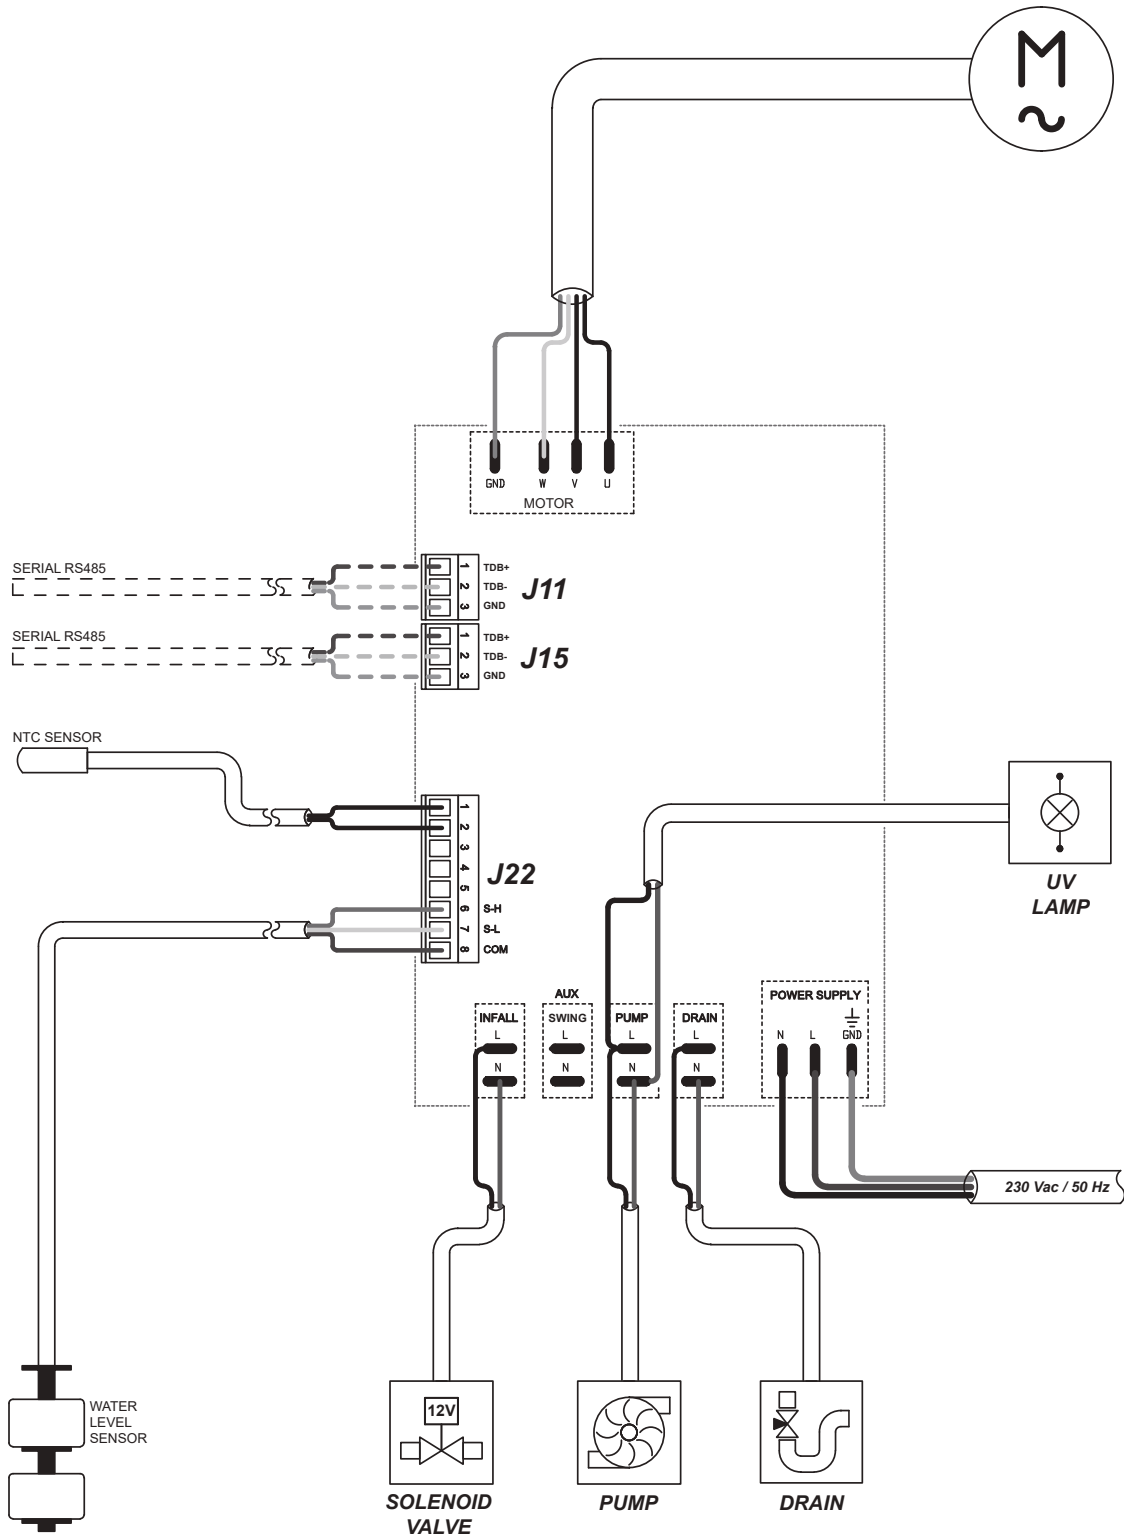 M
GND W V U
MOTOR
SERIAL RS485
1 TDB+
2 TDB-
3 GND
J11
SERIAL RS485
1 TDB+
2 TDB-
3 GND
J15
NTC SENSOR
1
2
3
4
5
6 S-H
7 S-L
8 COM
J22
UV
LAMP
INFALL
L
N
AUX
SWING
L
N
PUMP
L
N
DRAIN
L
N
POWER SUPPLY
N L GND
230 Vac / 50 Hz
WATER
LEVEL
SENSOR
12V
SOLENOID
VALVE
PUMP
DRAIN